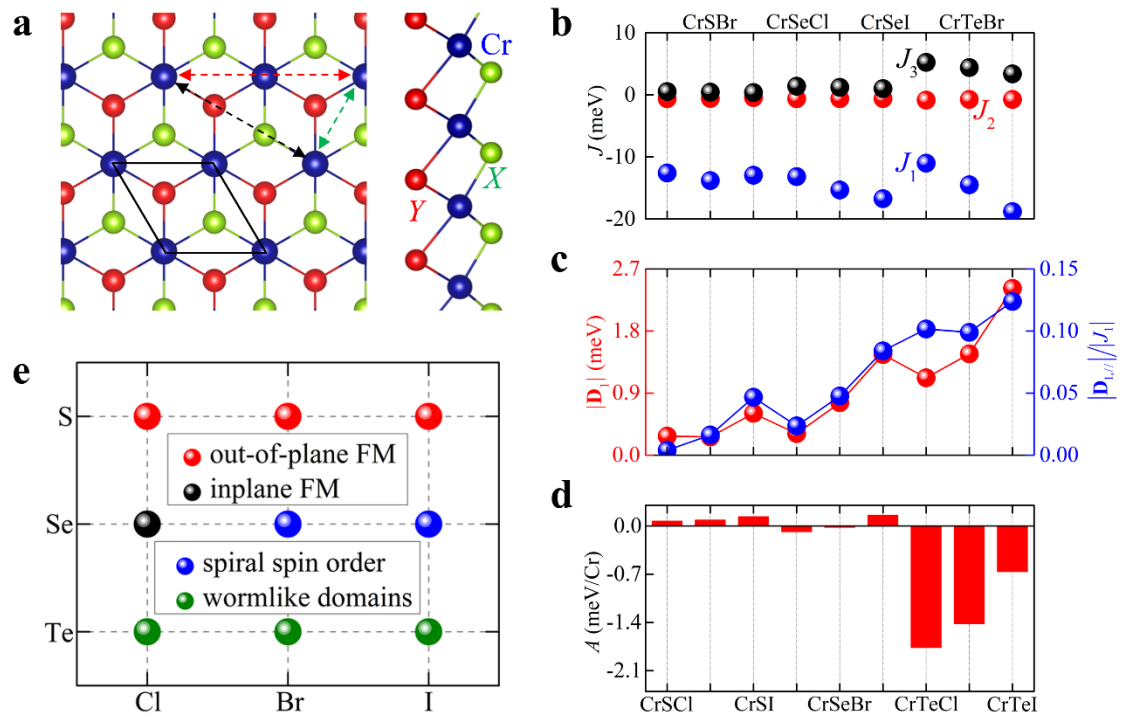 a
Cr
X
Y
b
CrSBr CrSeCl CrSeI CrTeBr
10
0
-10
-20
J (meV)
J3
J2
J1
c
2.7
1.8
0.9
0.0
|D1| (meV)
0.15
0.10
0.05
0.00
|D1,//|/|J1|
d
0.0
-0.7
-1.4
-2.1
A (meV/Cr)
CrSCl CrSI CrSeBr CrTeCl CrTeI
e
S
Se
Te
out-of-plane FM
inplane FM
spiral spin order
wormlike domains
Cl Br I